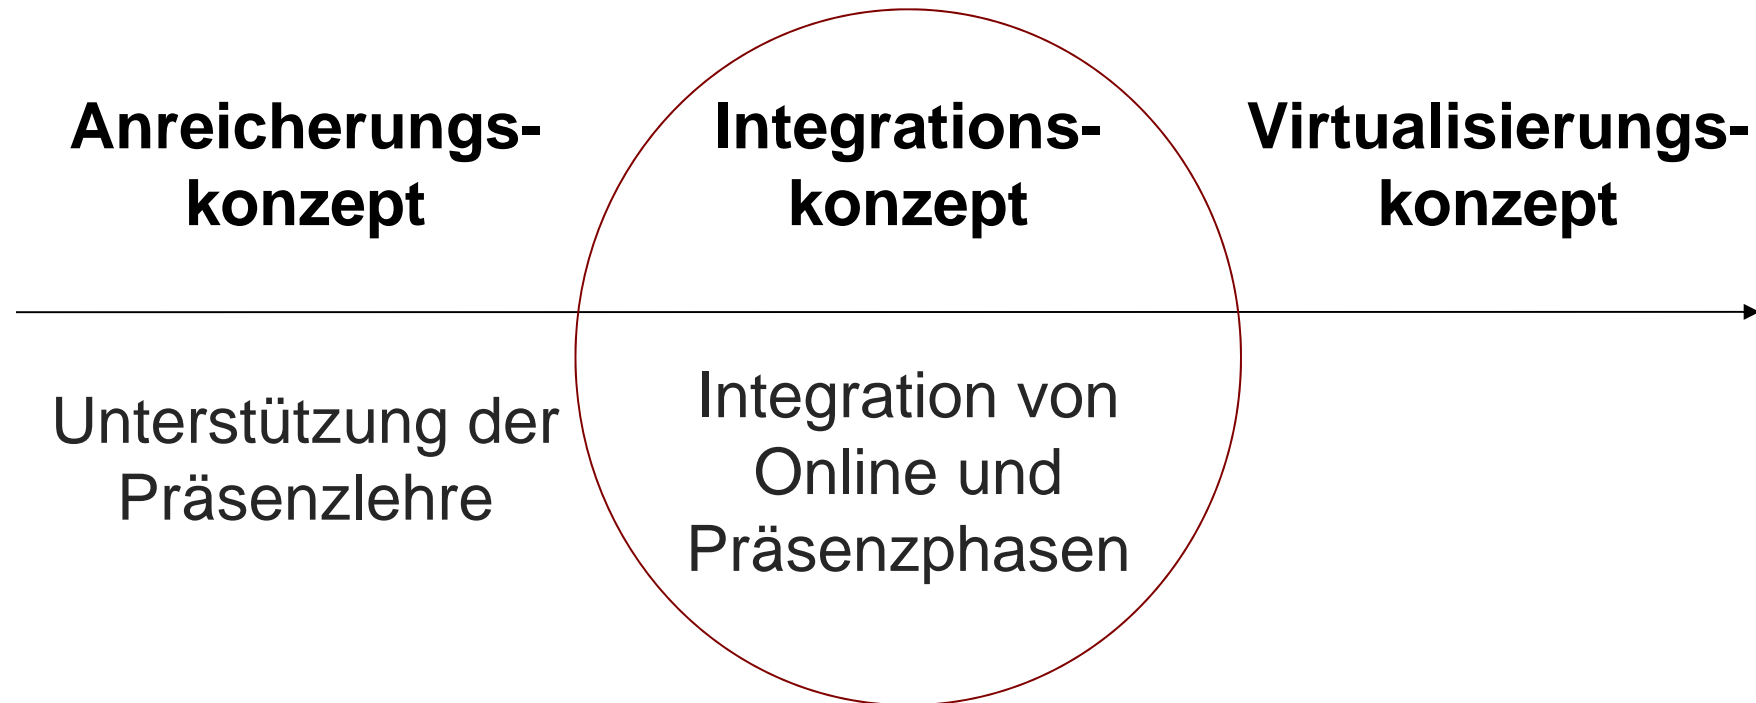 Anreicherungs-
konzept
Integrations-
konzept
Virtualisierungs-
konzept
Unterstützung der
Präsenzlehre
Integration von
Online und
Präsenzphasen